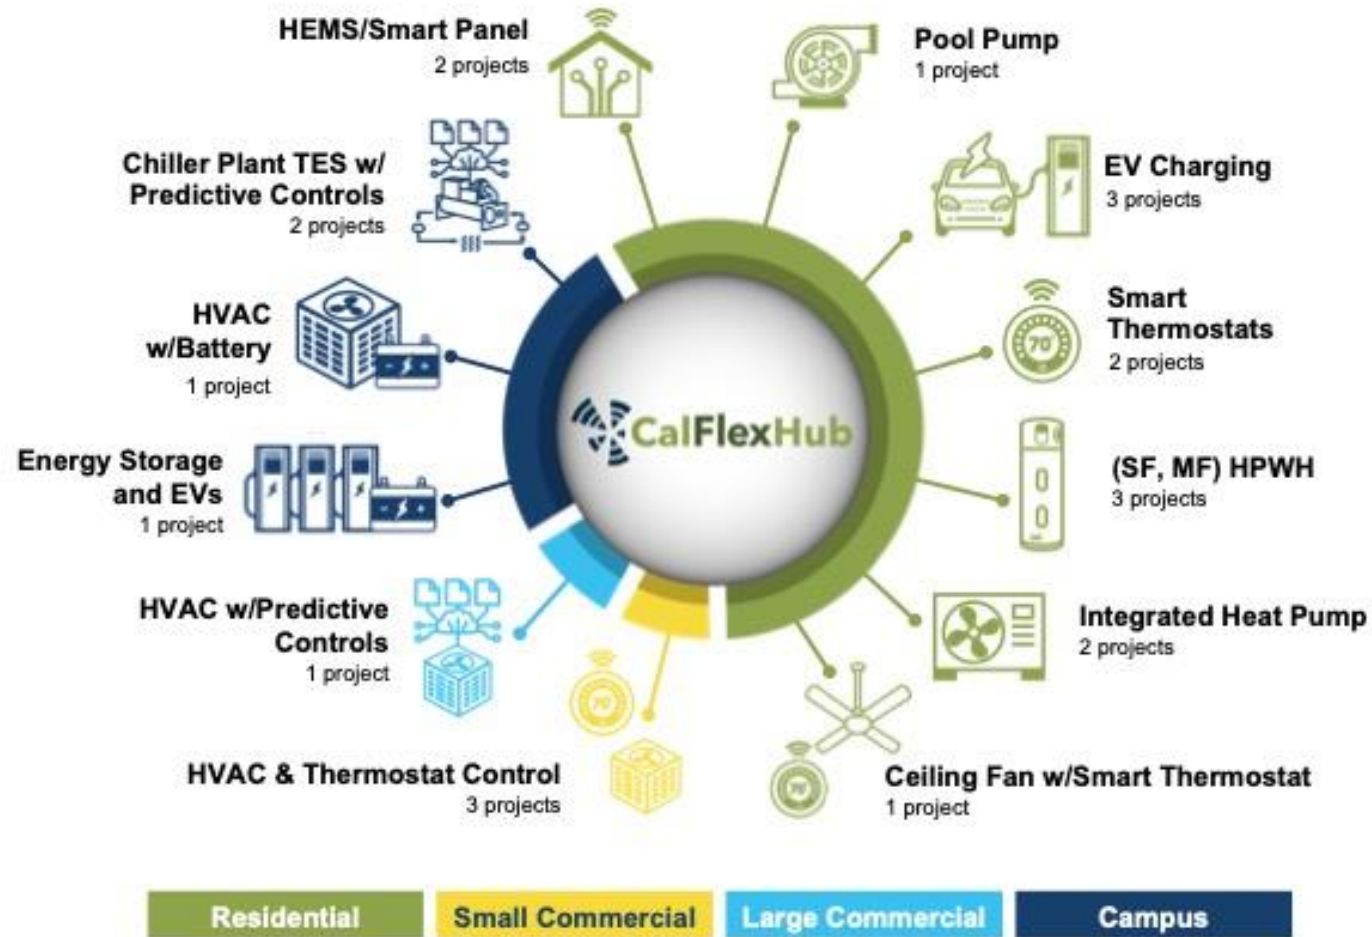 HEMS/Smart Panel
2 projects
Pool Pump
1 project
Chiller Plant TES w/
Predictive Controls
2 projects
EV Charging
3 projects
HVAC
w/Battery
1 project
Smart
Thermostats
2 projects
70°
CalFlexHub
Energy Storage
and EVs
1 project
(SF, MF) HPWH
3 projects
HVAC w/Predictive
Controls
1 project
Integrated Heat Pump
2 projects
70°
HVAC & Thermostat Control
3 projects
70°
Ceiling Fan w/Smart Thermostat
1 project
Residential
Small Commercial
Large Commercial
Campus